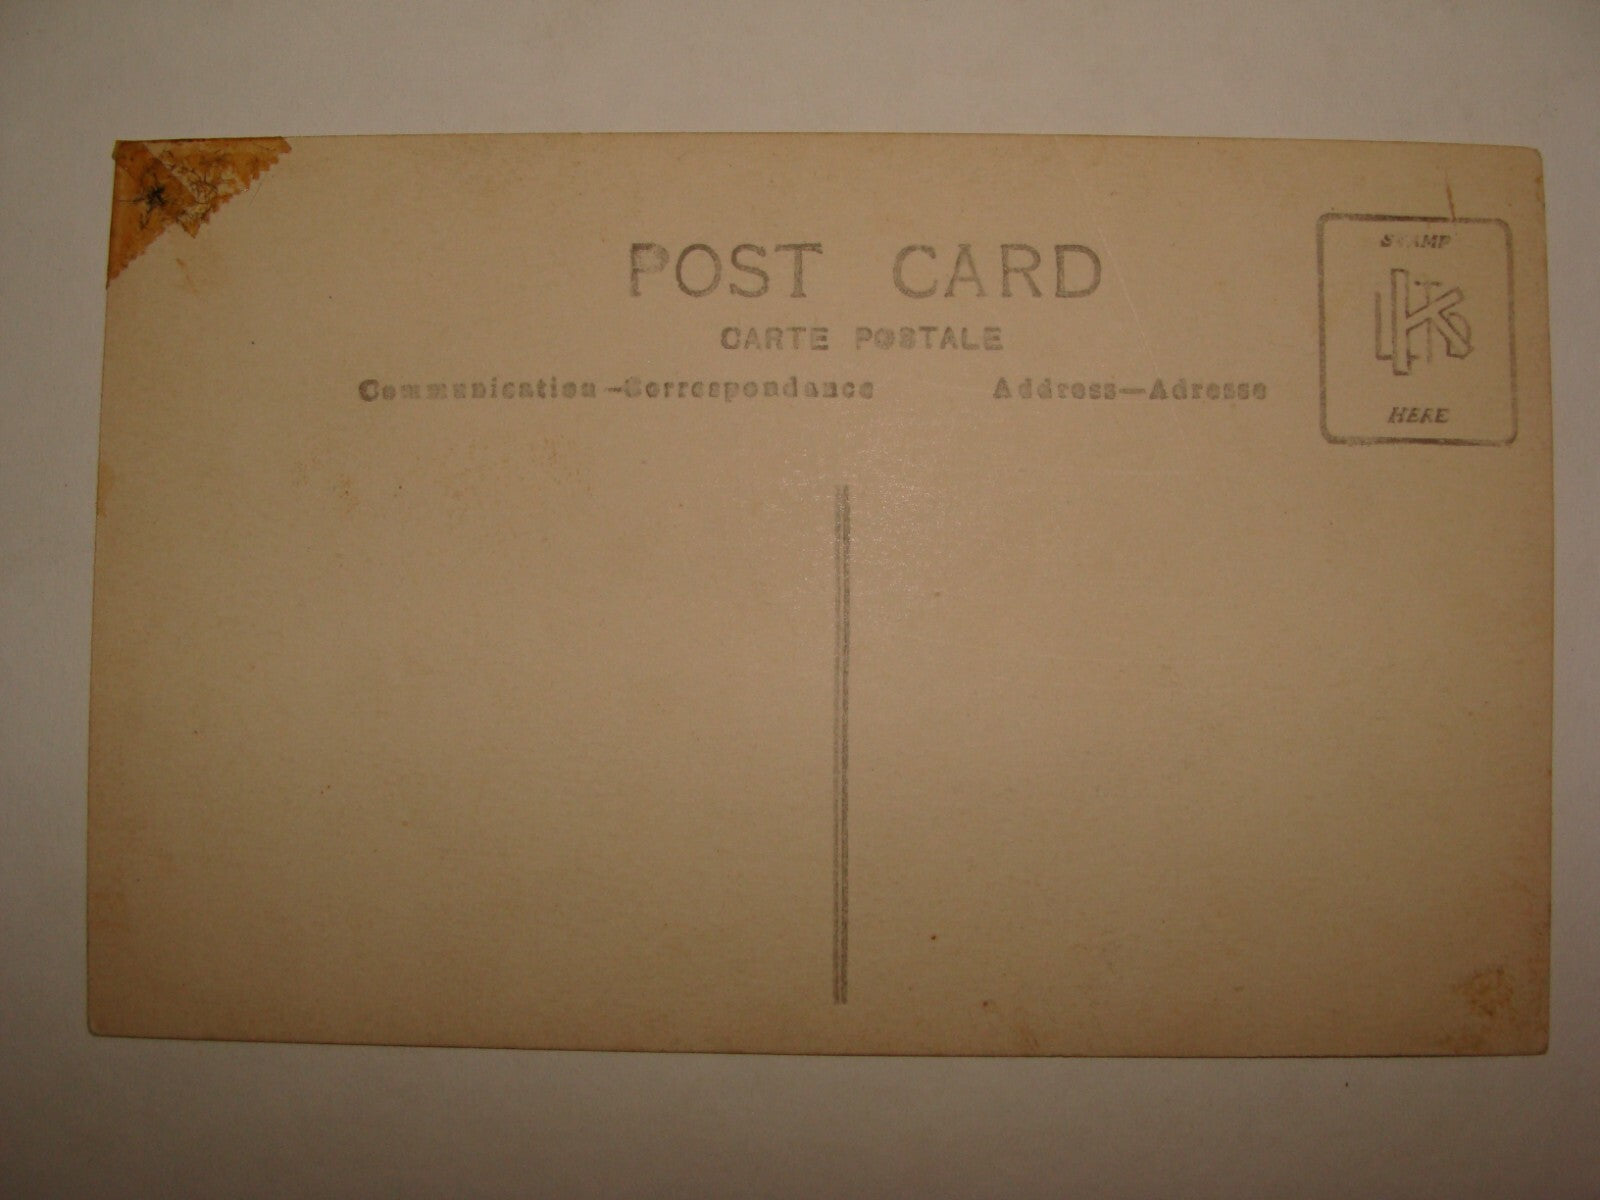 POST CARD
CARTE POSTALE
Communication—Correspondance
Address—Adresse
STAMP
HERE